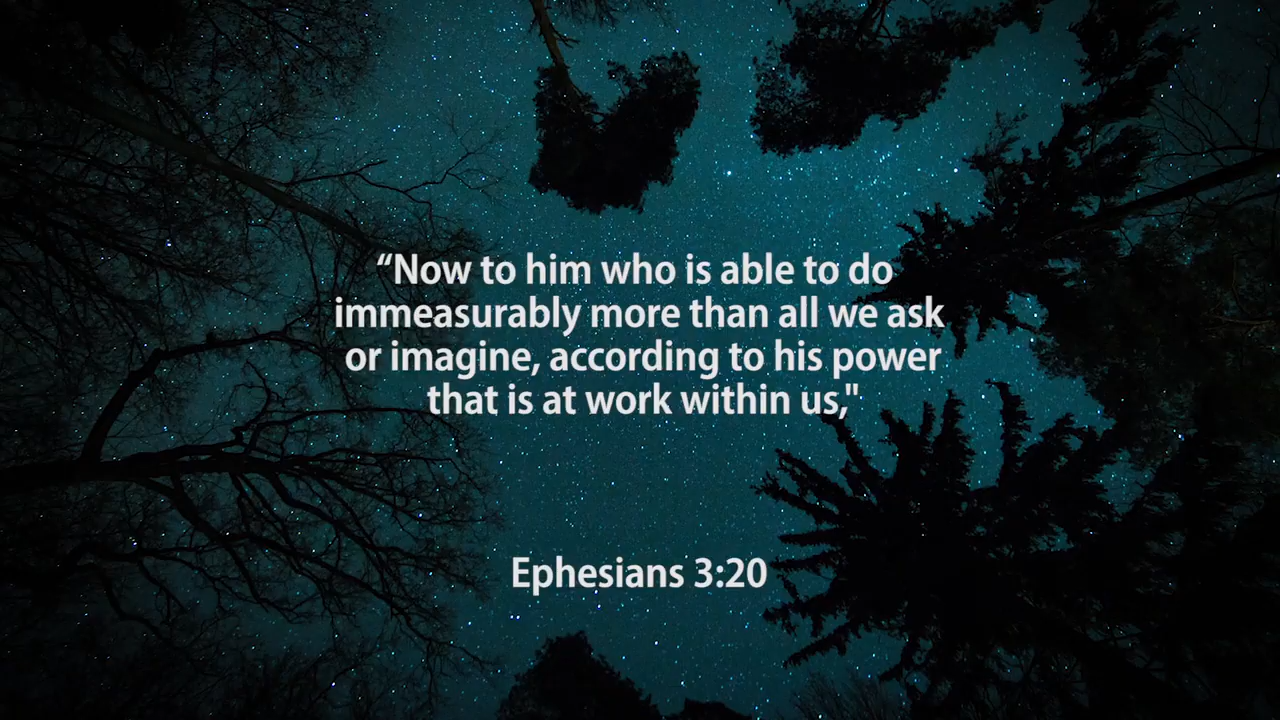 “Now to him who is able to do
immeasurably more than all we ask
or imagine, according to his power
that is at work within us,"
Ephesians 3:20